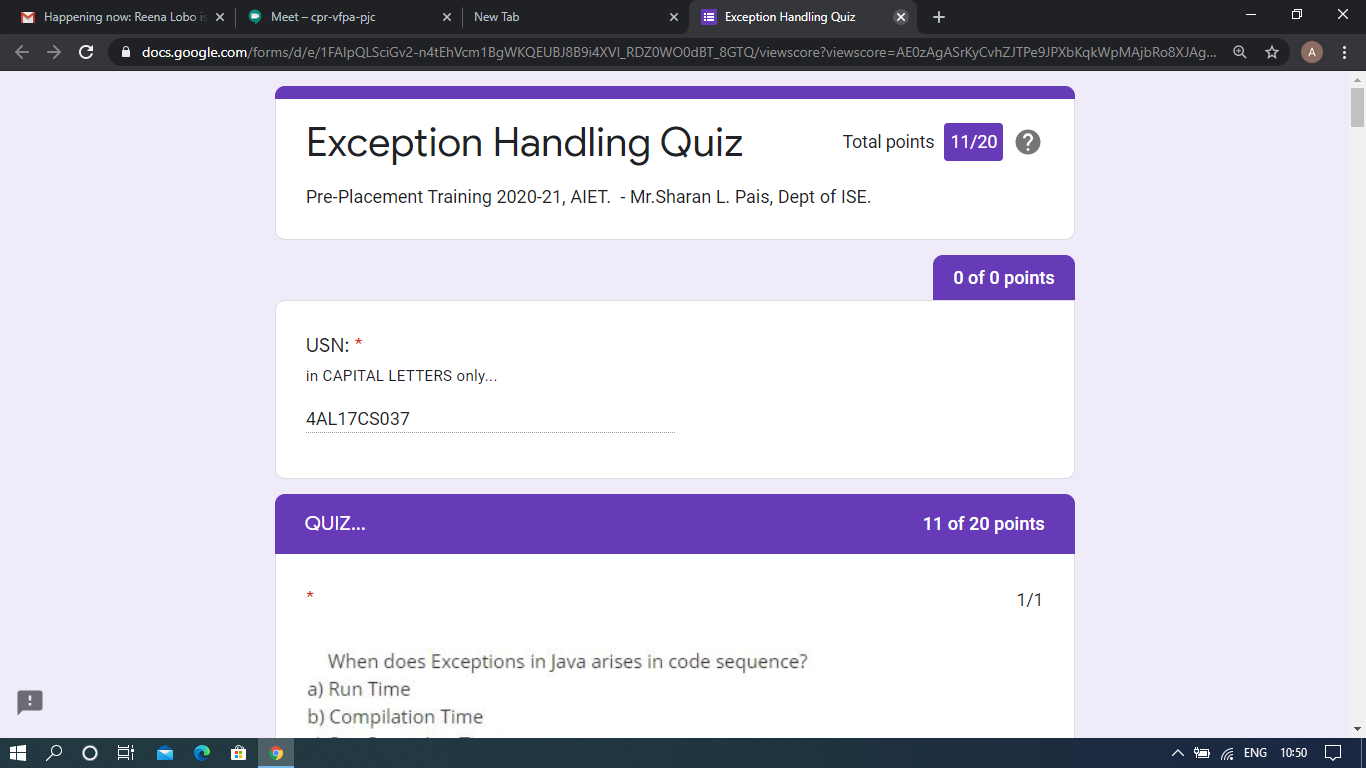 Happening now: Reena Lobo is
Meet – cpr-vfpa-pjc
New Tab
Exception Handling Quiz
docs.google.com/forms/d/e/1FAIpQLSciGv2-n4tEhVcm1BgWKQEUBJ8B9i4XVI_RDZ0WO0dBT_8GTQ/viewscore?viewscore=AE0zAgASrKyCvhZJTPe9JPXbKqkWpMAjbRo8XJAg...
A
Exception Handling Quiz
Total points 11/20
Pre-Placement Training 2020-21, AIET. - Mr.Sharan L. Pais, Dept of ISE.
0 of 0 points
USN: *
in CAPITAL LETTERS only...
4AL17CS037
QUIZ...
11 of 20 points
*
1/1
When does Exceptions in Java arises in code sequence?
a) Run Time
b) Compilation Time
ENG
10:50